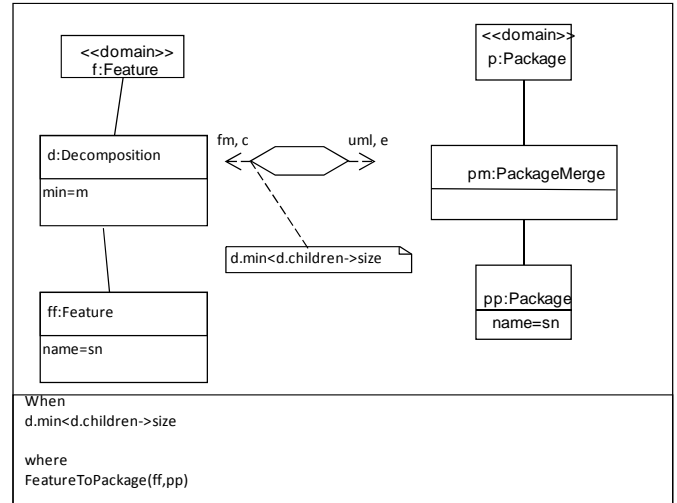 <<domain>>
f:Feature
<<domain>>
p:Package
d:Decomposition
min=m
fm, c
uml, e
pm:PackageMerge
d.min<d.children->size
ff:Feature
name=sn
pp:Package
name=sn
When
d.min<d.children->size
where
FeatureToPackage(ff,pp)